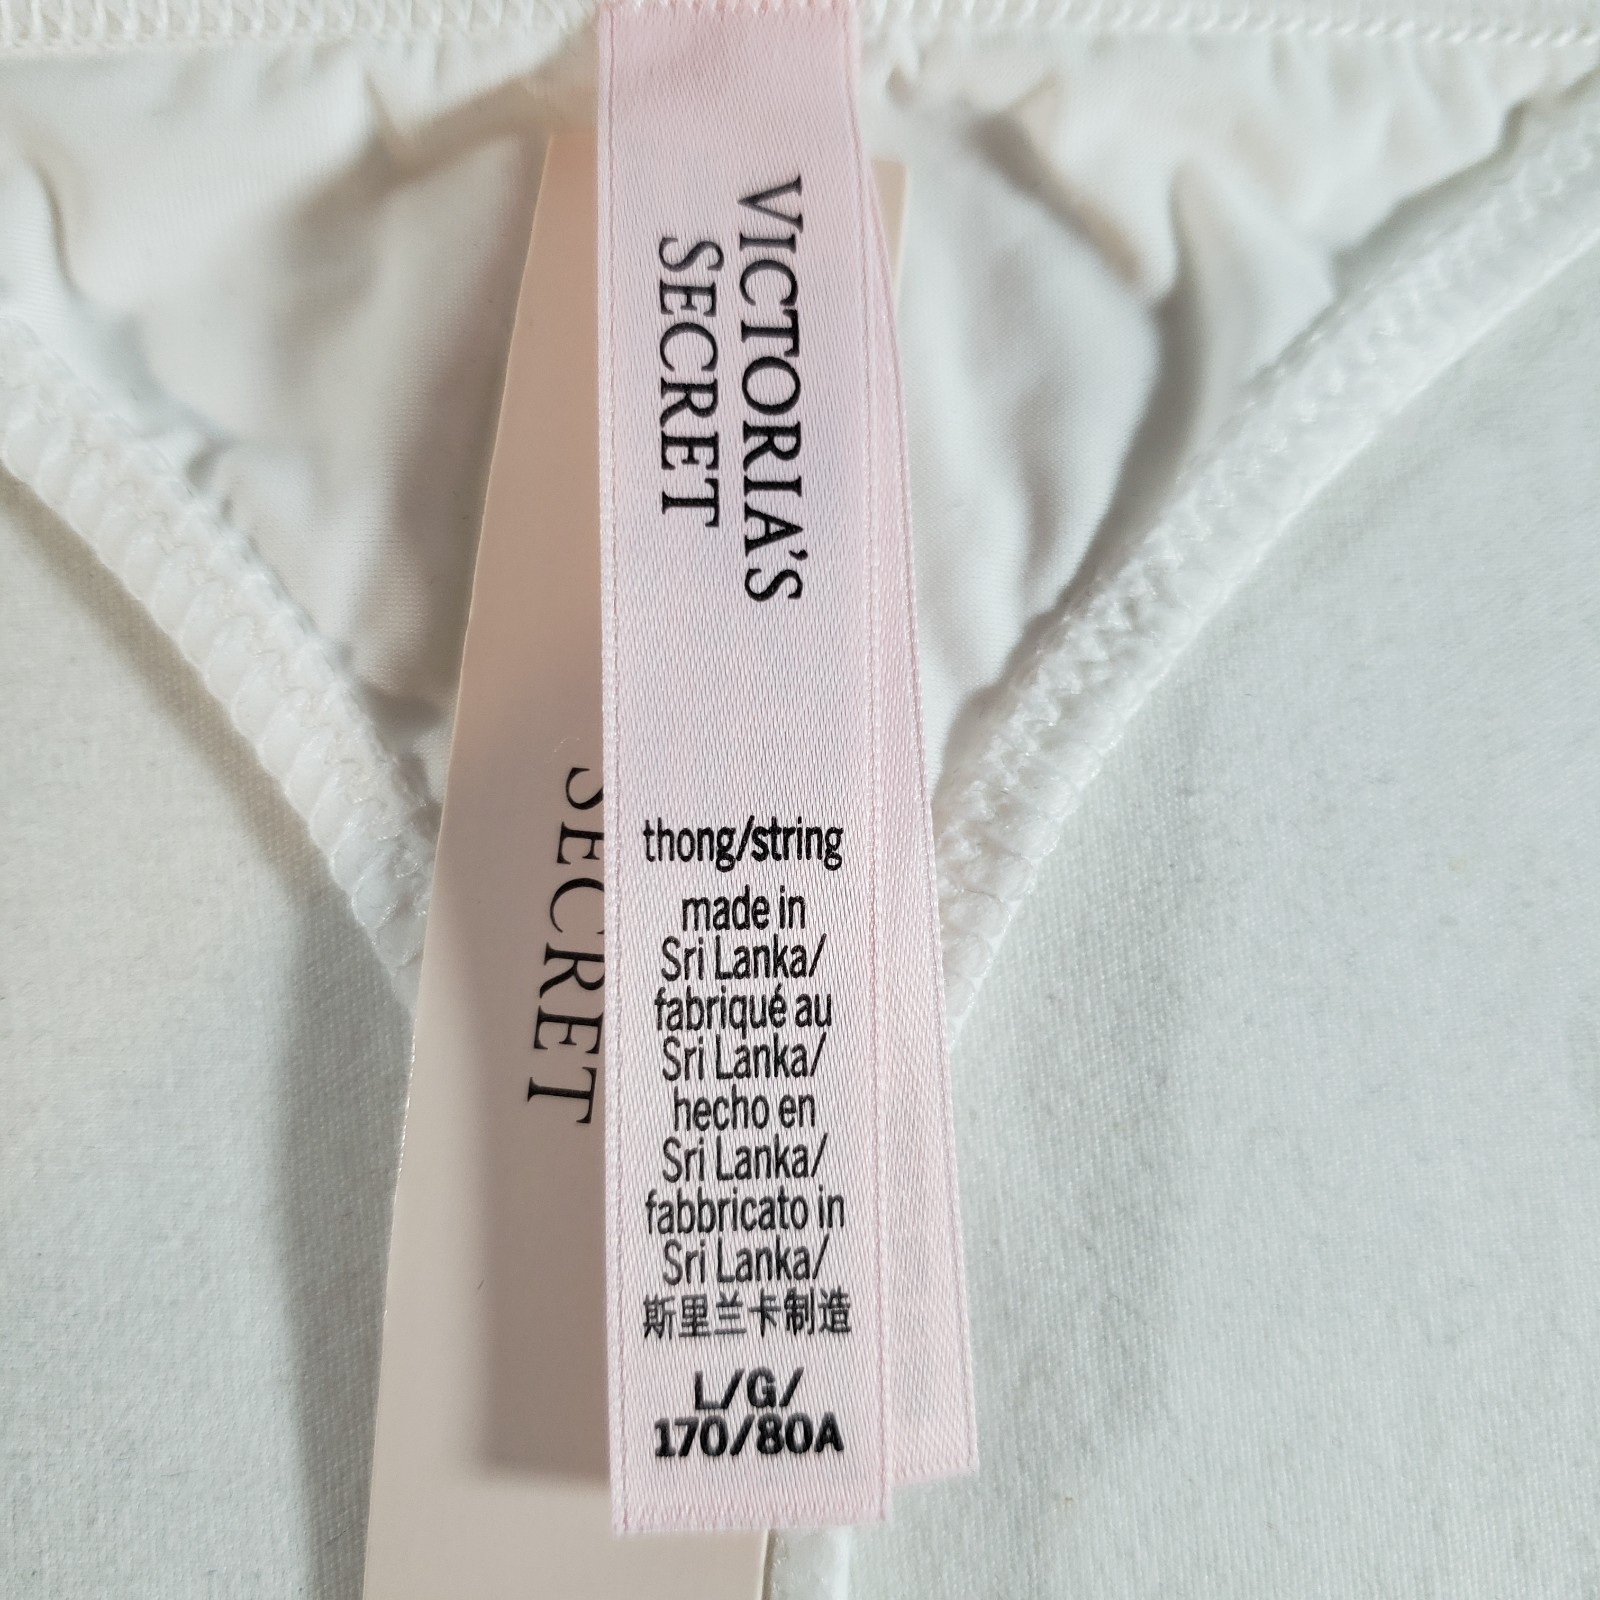 VICTORIA'S
SECRET
SECRET
thong/string
made in
Sri Lanka/
fabriqué au
Sri Lanka/
hecho en
Sri Lanka/
fabbricato in
Sri Lanka/
斯里兰卡制造
L/G/
170/80A